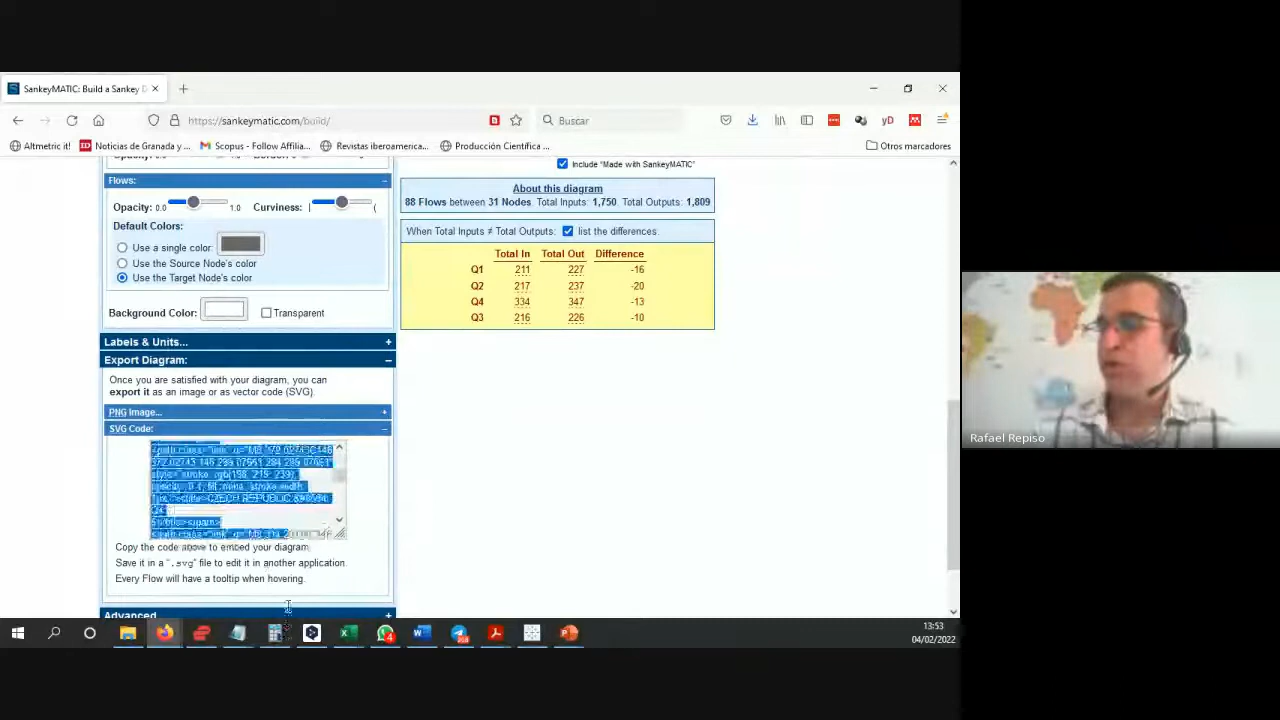 SankeyMATIC: Build a Sankey D
https://sankeymatic.com/build/
Buscar
Altmetric it!
Noticias de Granada y ...
Scopus - Follow Affilia...
Revistas iberoamerica...
Producción Científica ...
Otros marcadores
Flows:
Opacity: 0.0 1.0 Curviness: | (
Default Colors:
Use a single color:
Use the Source Node's color
Use the Target Node's color
Background Color: Transparent
Labels & Units...
Export Diagram:
Once you are satisfied with your diagram, you can
export it as an image or as vector code (SVG).
PNG Image...
SVG Code:
Copy the code above to embed your diagram.
Save it in a ".svg" file to edit it in another application.
Every Flow will have a tooltip when hovering.
Advanced
Include "Made with SankeyMATIC"
About this diagram
88 Flows between 31 Nodes. Total Inputs: 1,750 Total Outputs: 1,809
When Total Inputs ≠ Total Outputs: list the differences.
Total In Total Out Difference
Q1 211 227 -16
Q2 217 237 -20
Q4 334 347 -13
Q3 216 226 -10
13:53
04/02/2022
Rafael Repiso